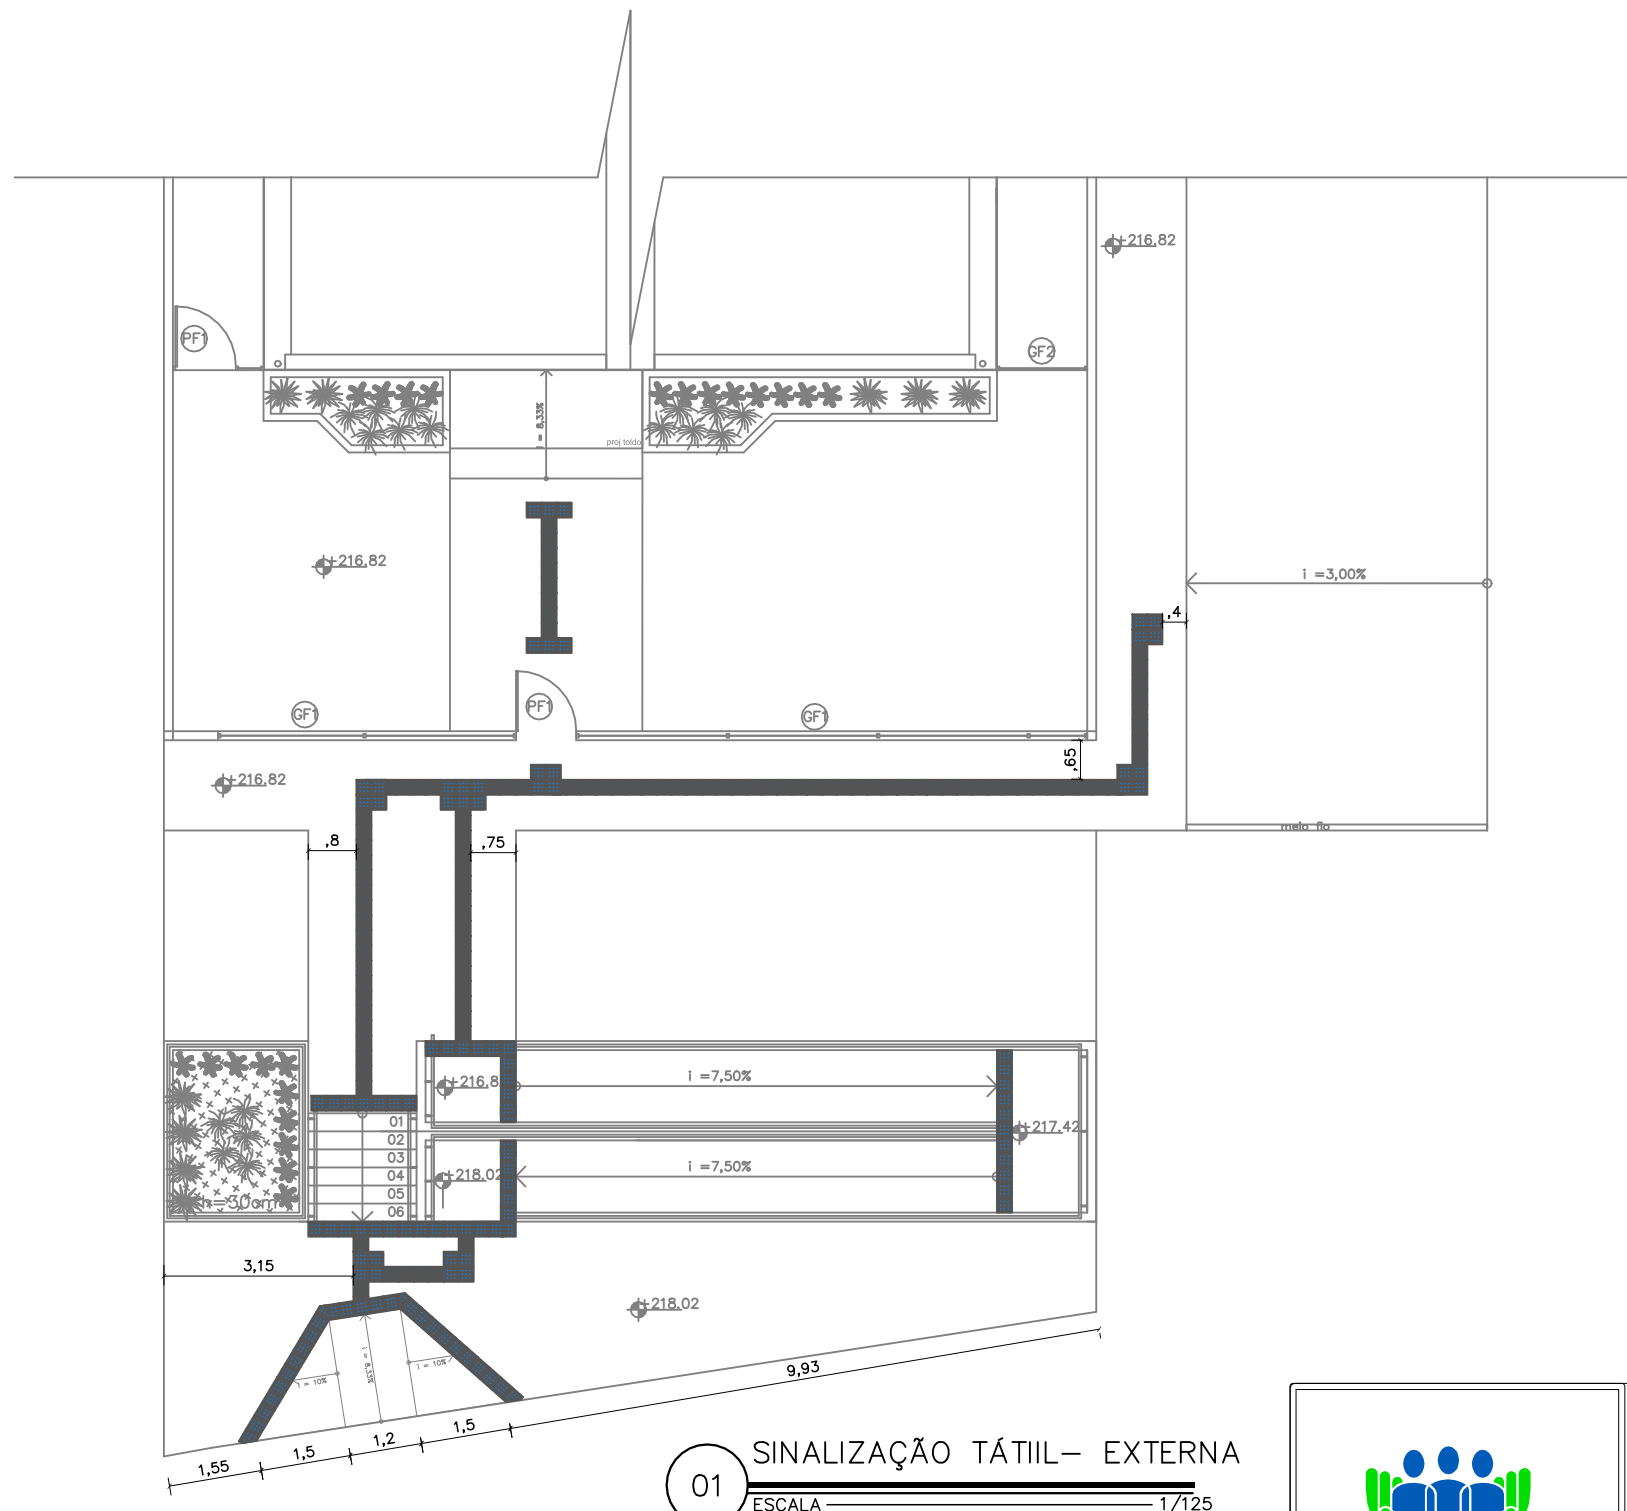 +216.82
PF1
GF2
i = 8,33%
proj toldo
+216.82
i =3,00%
,4
GF1
PF1
GF1
,65
+216.82
meio fio
,8
,75
i =7,50%
+216.8
01
+217.42
02
03
i =7,50%
04
+218.02
05
h=30cm
06
3,15
+218.02
i = 8,33%
i = 10%
i = 10%
9,93
1,5
1,2
1,5
1,55
01
SINALIZAÇÃO TÁTIIL– EXTERNA
ESCALA 1/125